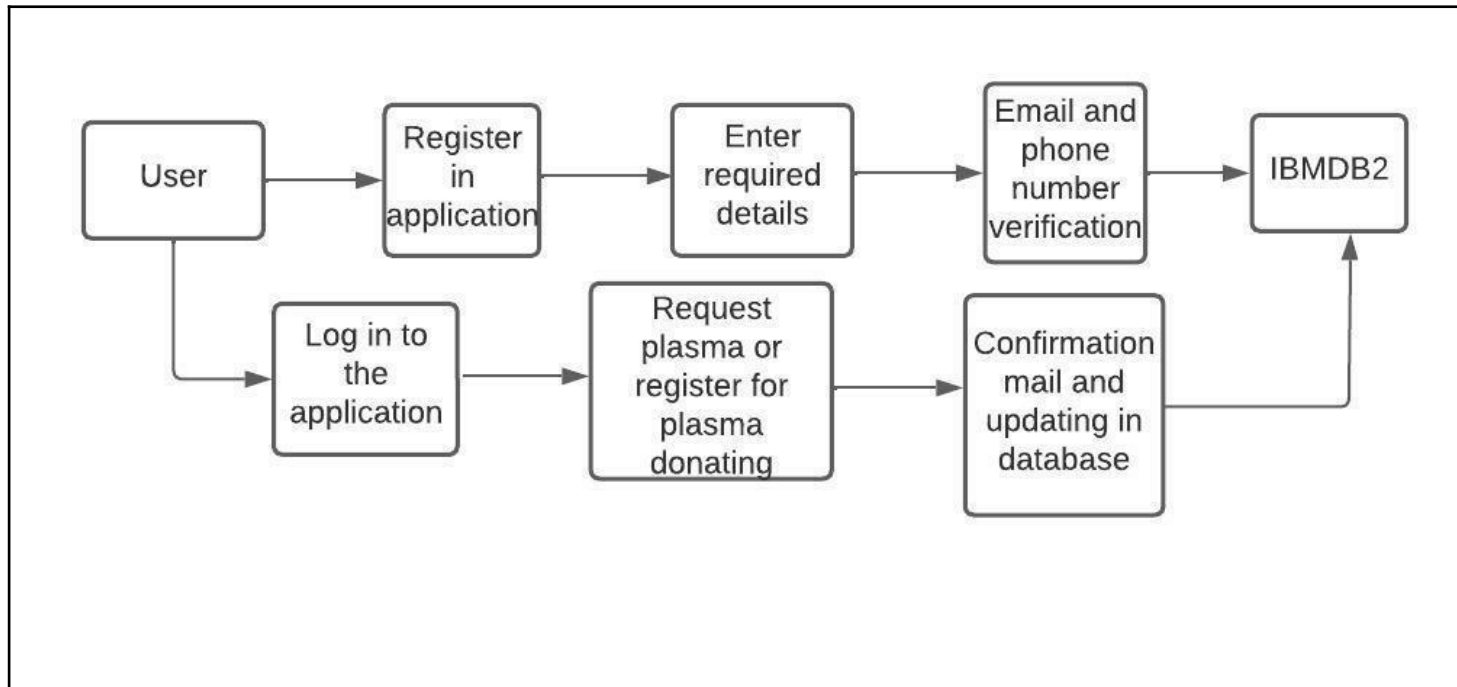 User
Register
in
application
Enter
required
details
Email and
phone
number
verification
IBMDB2
Log in to
the
application
Request
plasma or
register for
plasma
donating
Confirmation
mail and
updating in
database